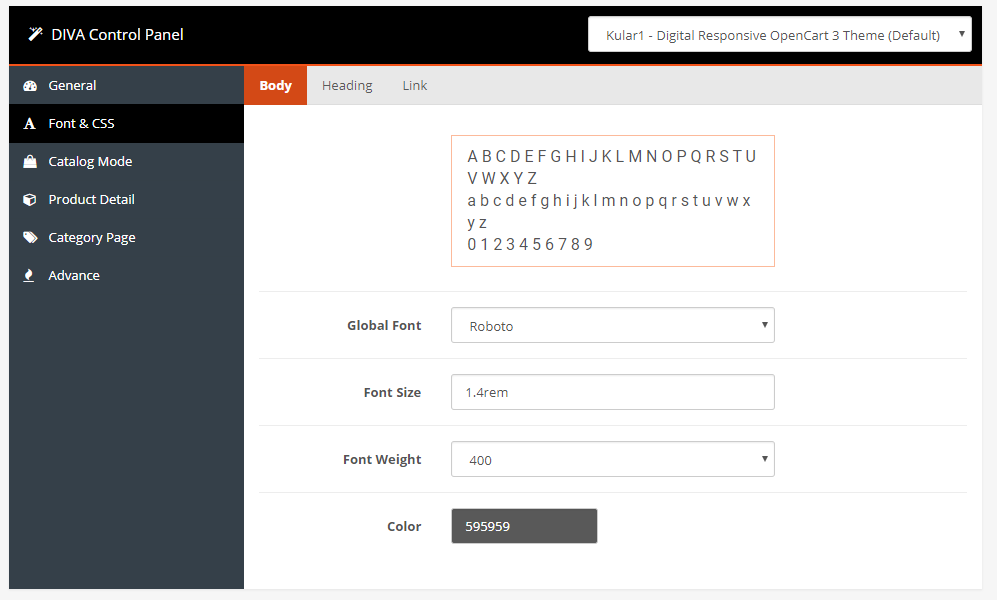 DIVA Control Panel
Kular1 - Digital Responsive OpenCart 3 Theme (Default)
General
Font & CSS
Catalog Mode
Product Detail
Category Page
Advance
Body
Heading
Link
A B C D E F G H I J K L M N O P Q R S T U
V W X Y Z
a b c d e f g h i j k l m n o p q r s t u v w x
y z
0 1 2 3 4 5 6 7 8 9
Global Font
Roboto
Font Size
1.4rem
Font Weight
400
Color
595959